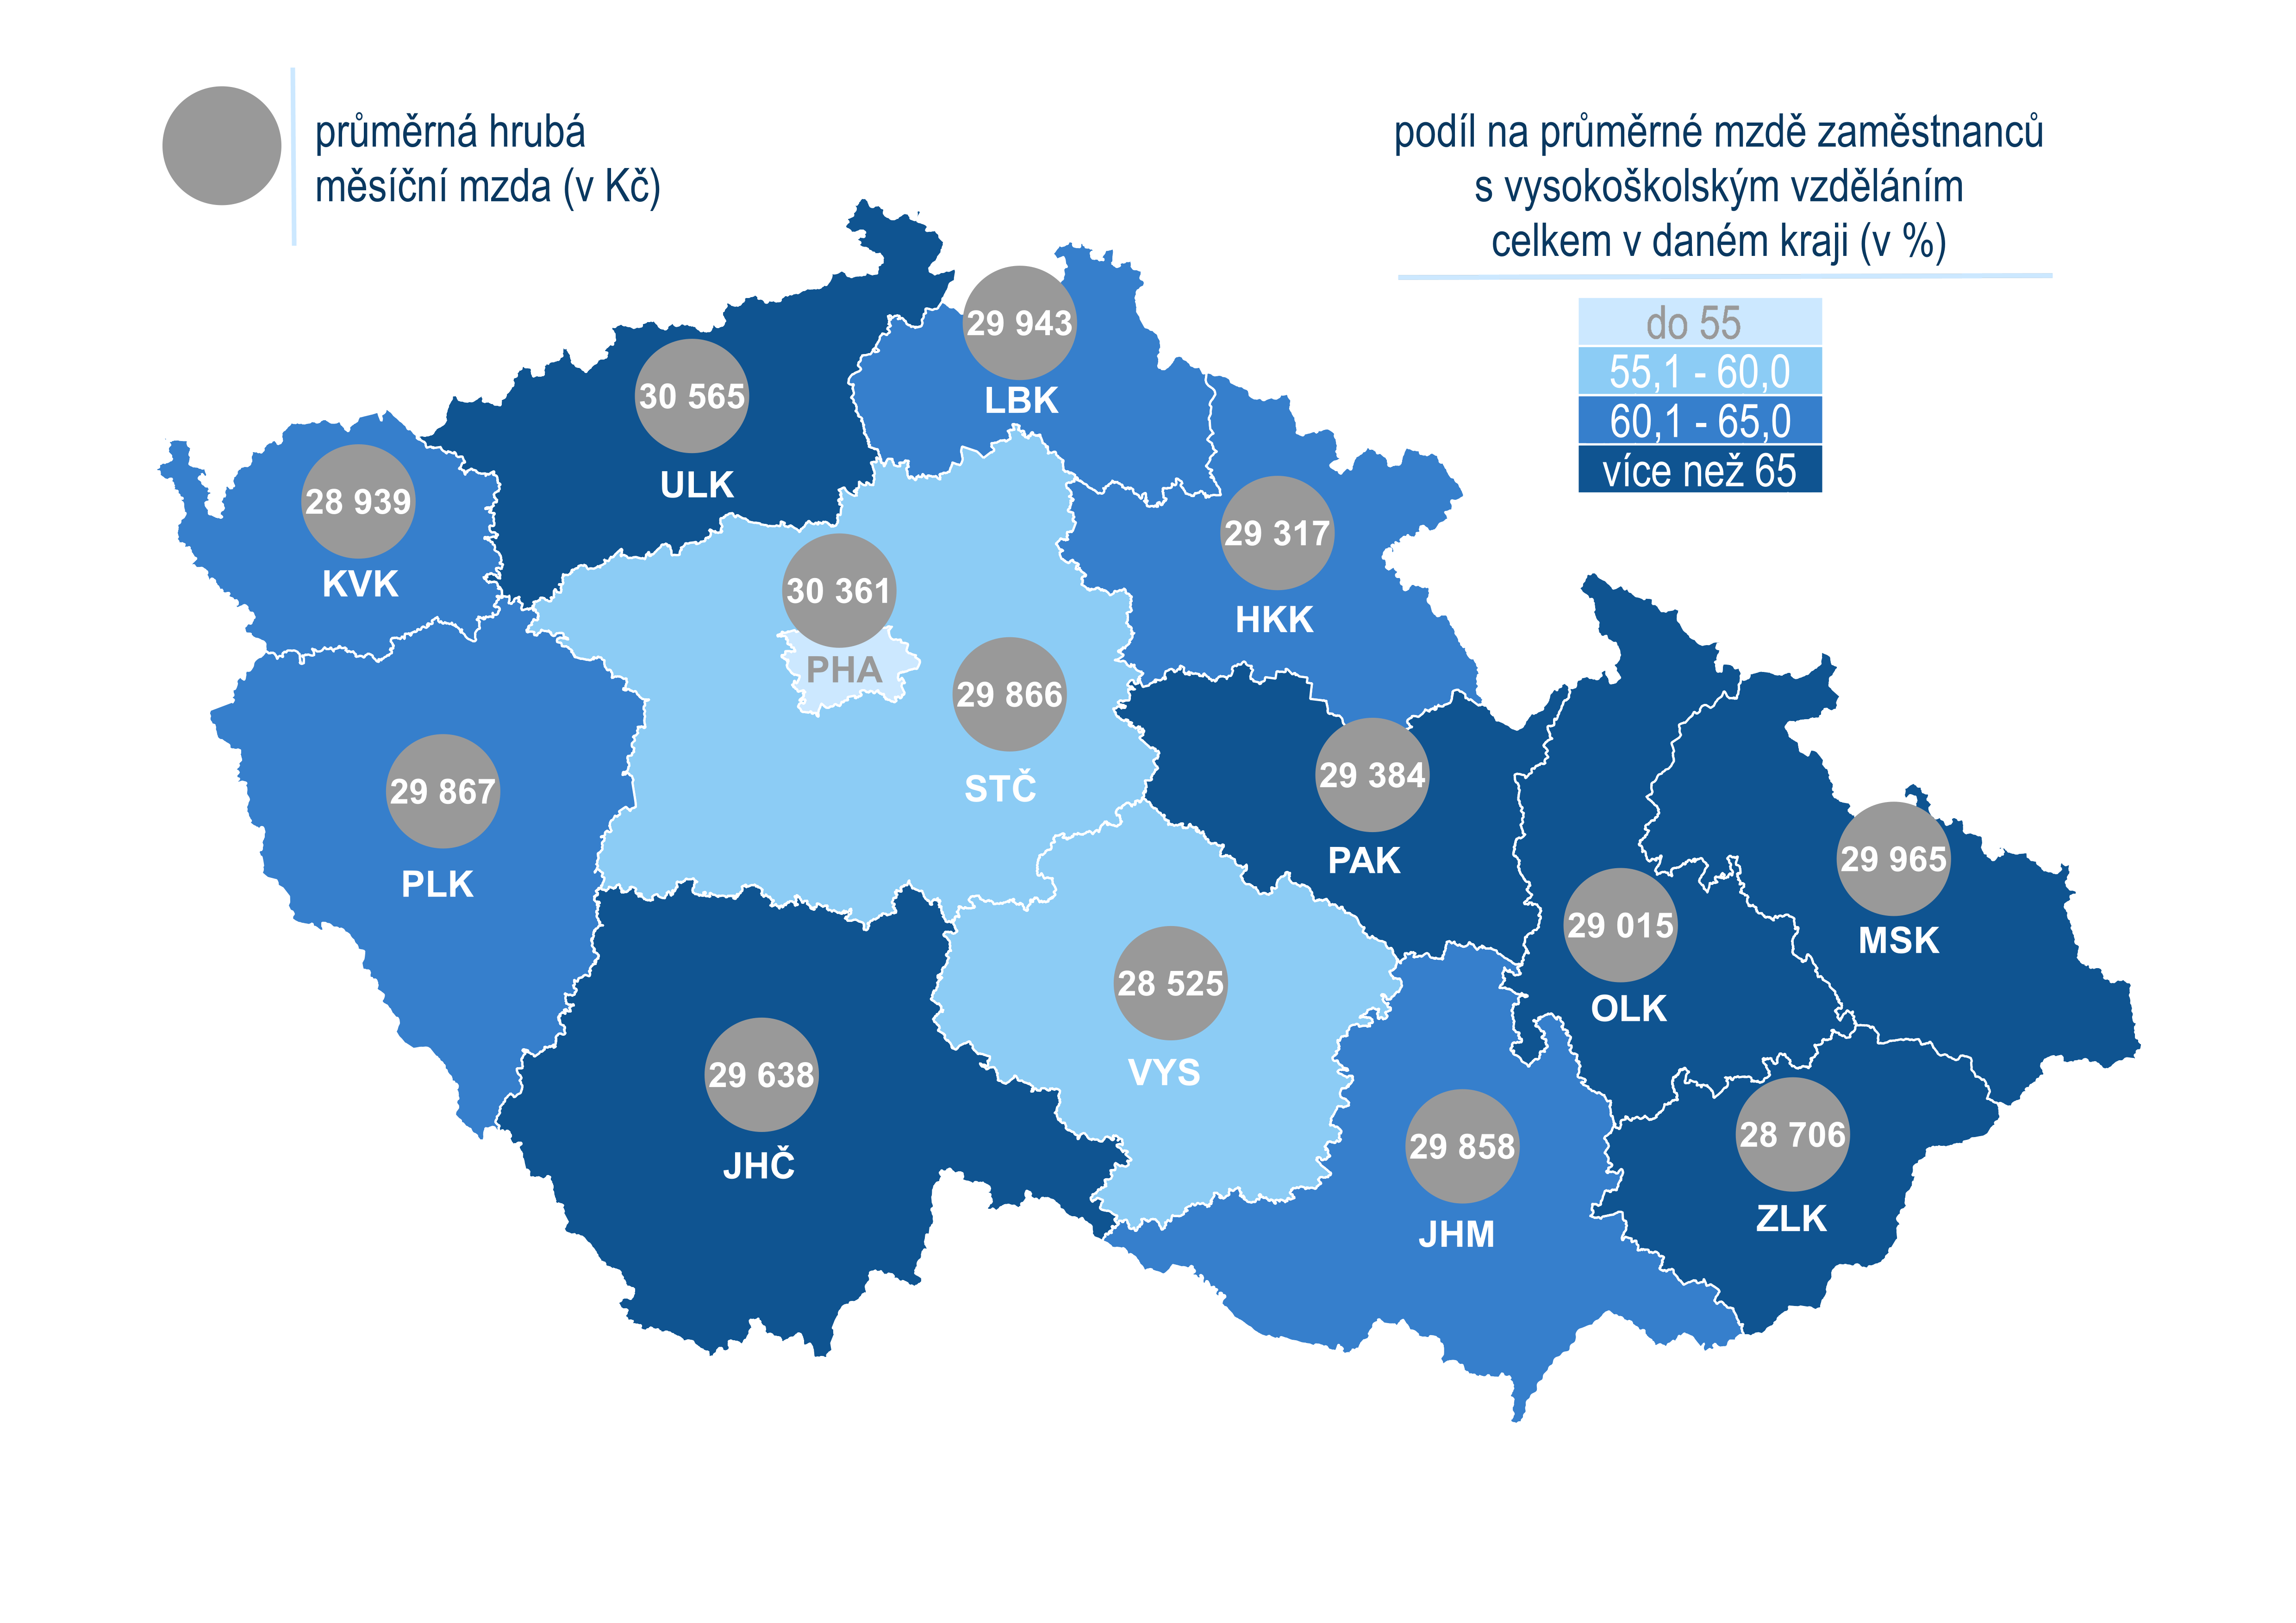 průměrná hrubá
měsíční mzda (v Kč)
podíl na průměrné mzdě zaměstnanců
s vysokoškolským vzděláním
celkem v daném kraji (v %)
do 55
55,1 - 60,0
60,1 - 65,0
více než 65
29 943
LBK
30 565
ULK
28 939
KVK
29 317
HKK
30 361
PHA
29 866
STČ
29 867
PLK
29 384
PAK
29 965
MSK
29 015
OLK
28 525
VYS
29 638
JHČ
28 706
ZLK
29 858
JHM